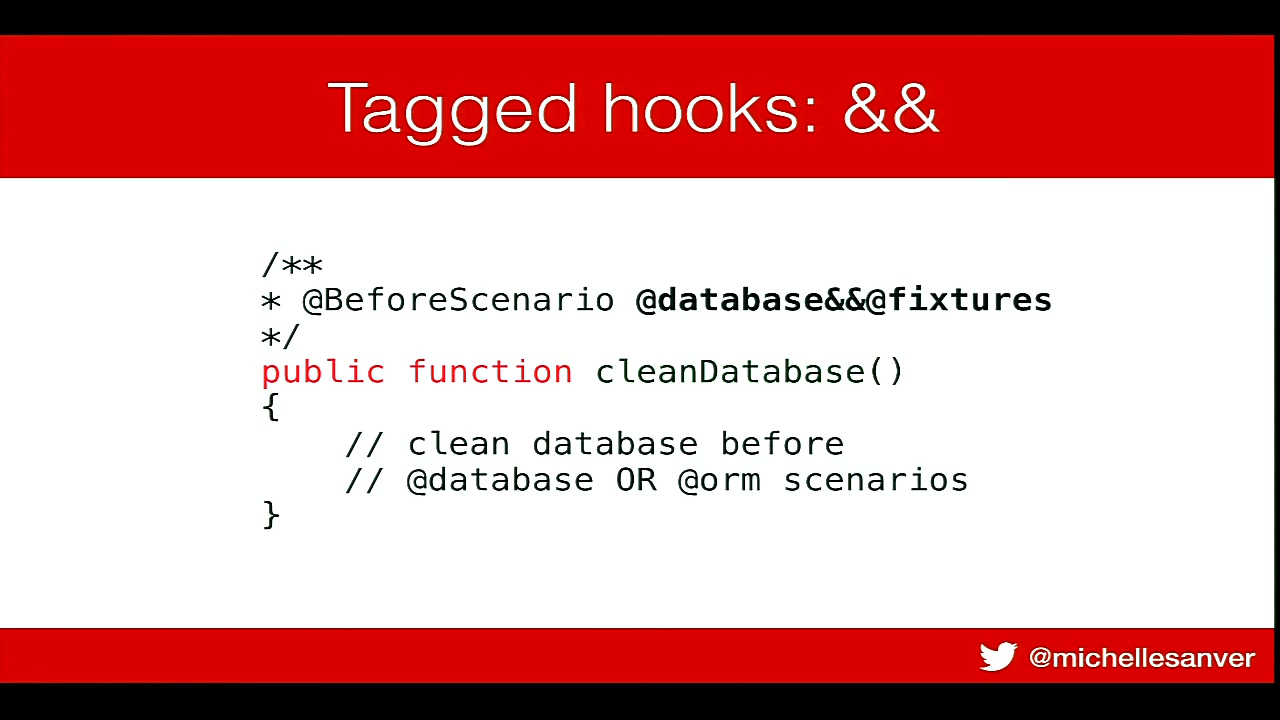 Tagged hooks: &&
/**
* @BeforeScenario @database&&@fixtures
*/
public function cleanDatabase()
{
// clean database before
// @database OR @orm scenarios
}
@michellesanver